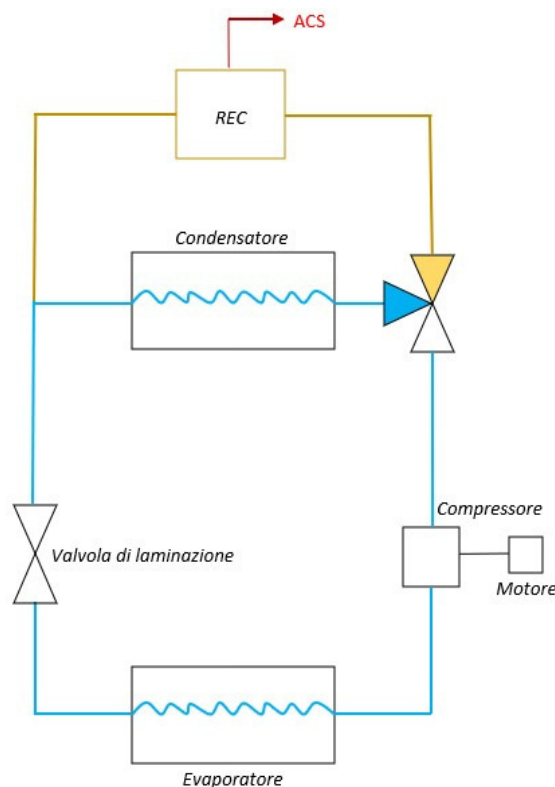 ACS
REC
Condensatore
Compressore
Valvola di laminazione
Motore
Evaporatore